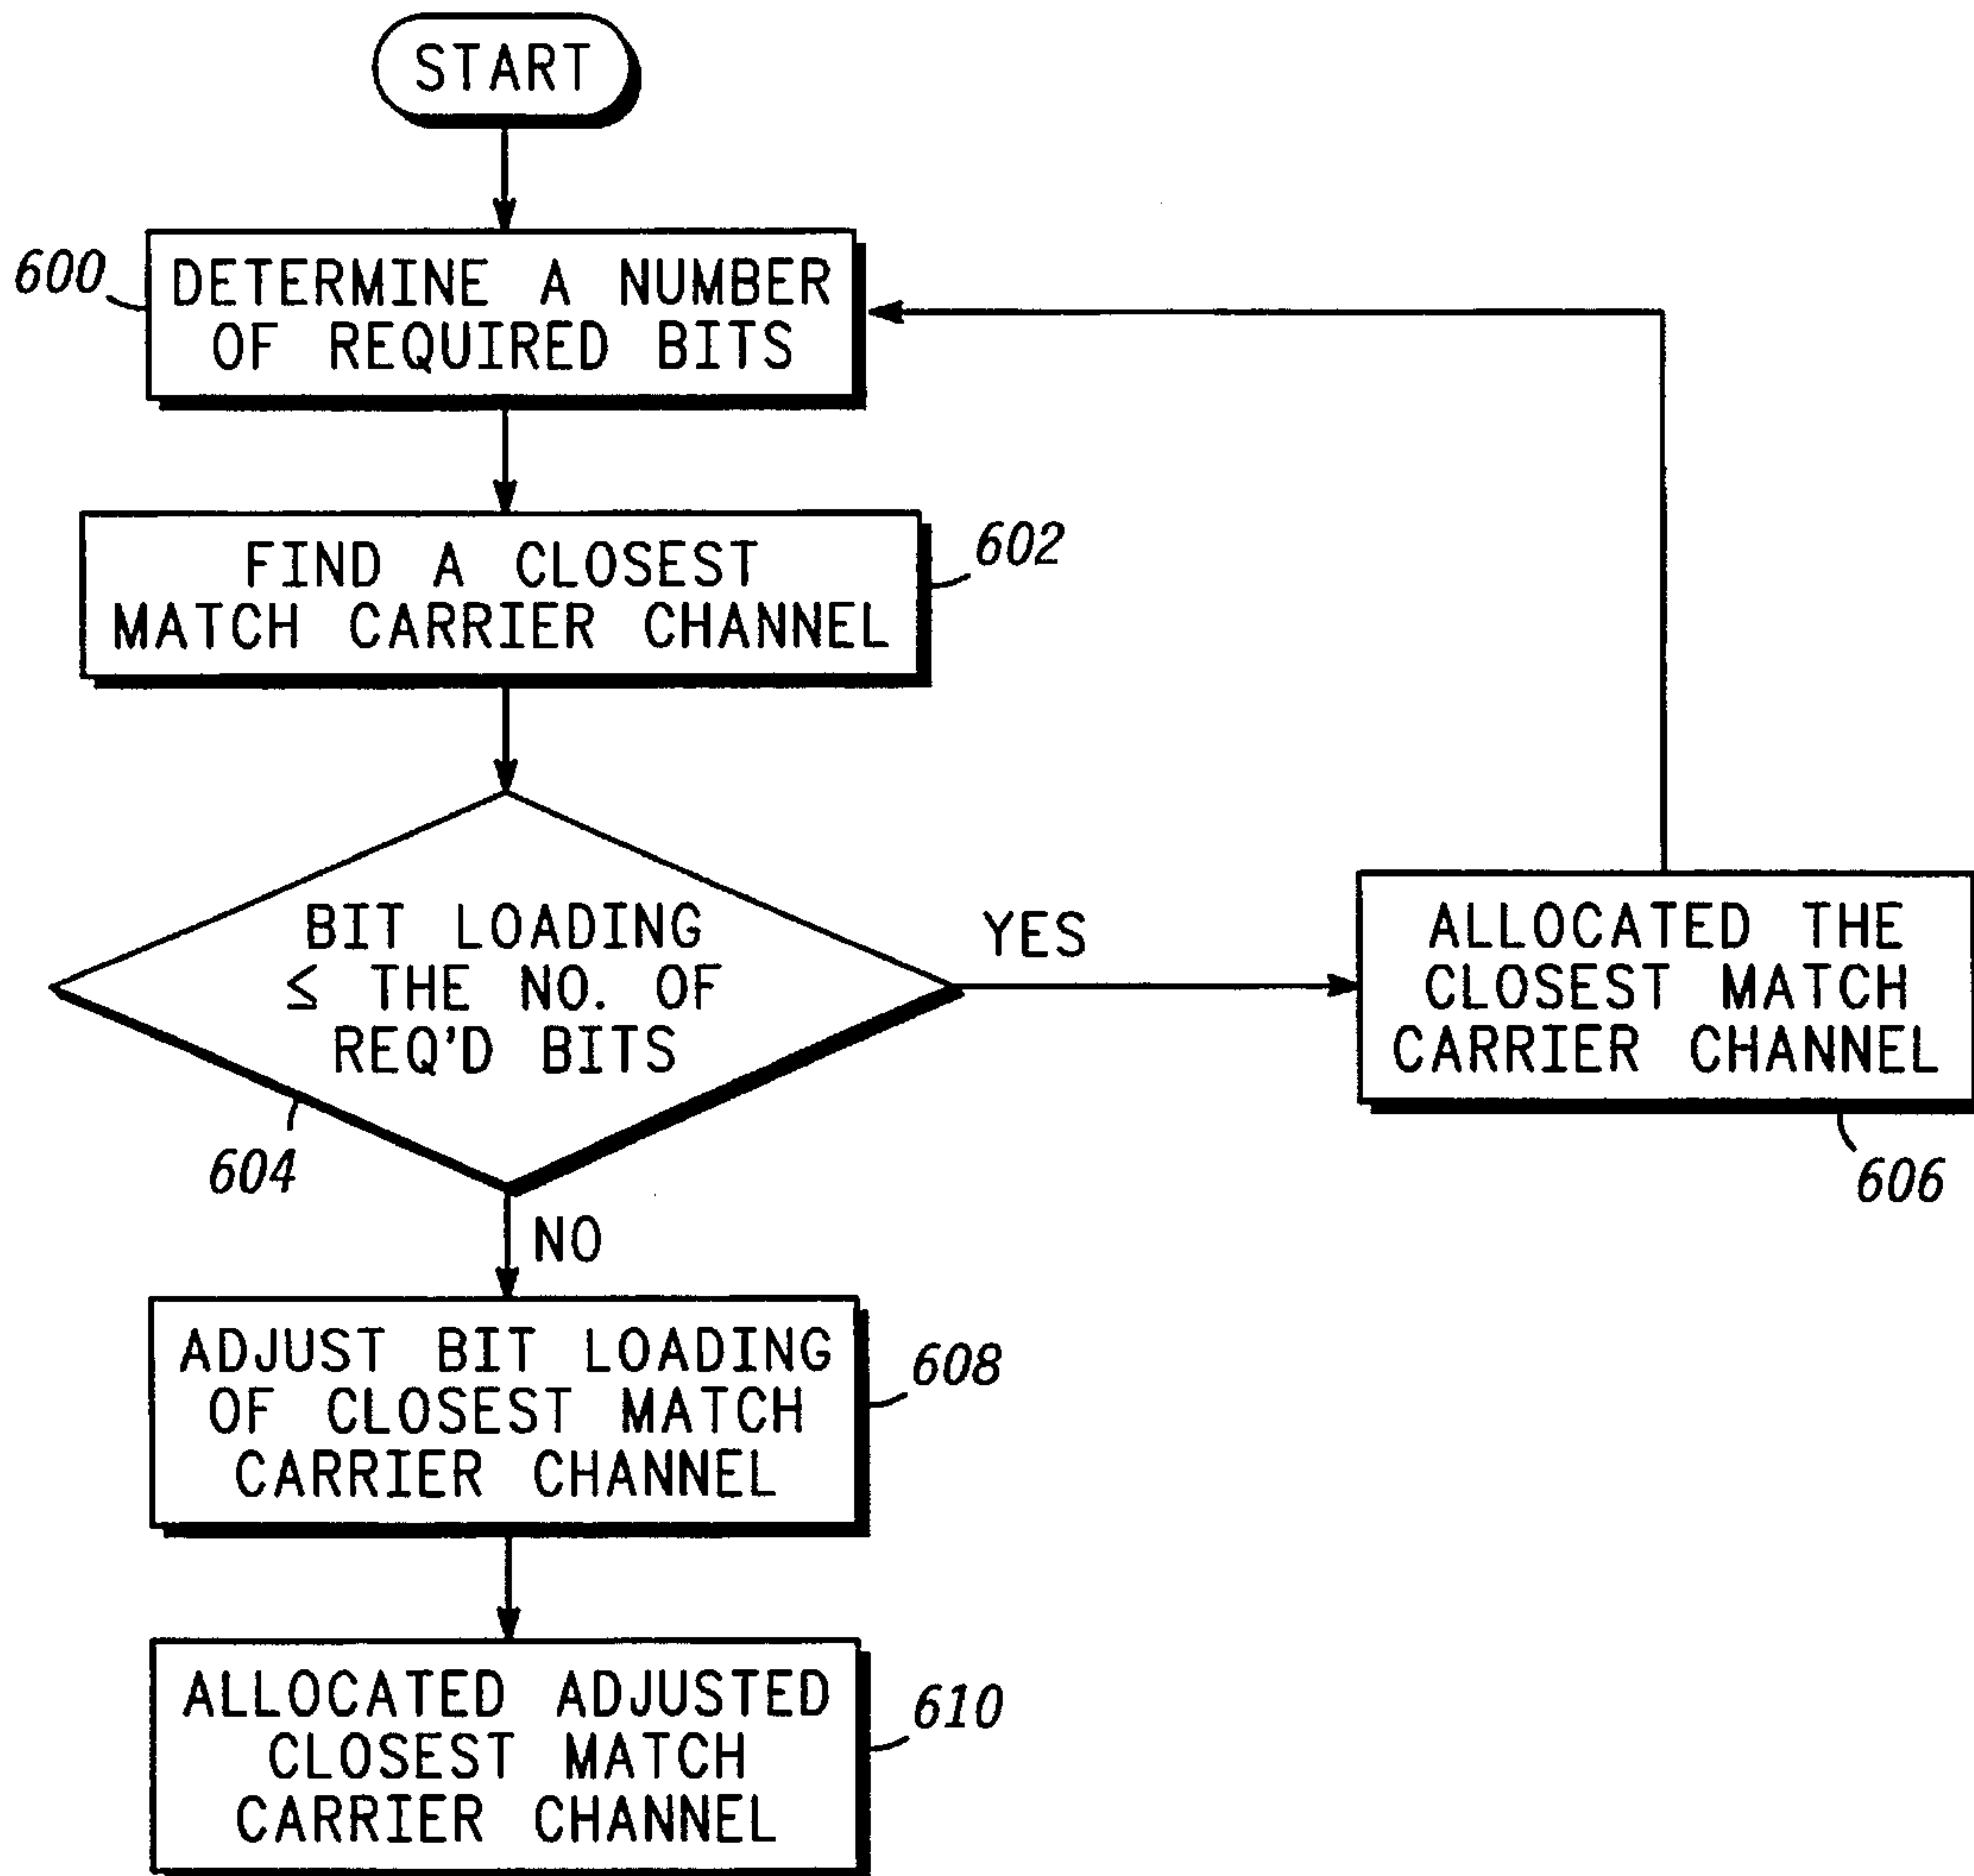 START
600
DETERMINE A NUMBER
OF REQUIRED BITS
FIND A CLOSEST
MATCH CARRIER CHANNEL
602
BIT LOADING
≤ THE NO. OF
REQ'D BITS
604
YES
ALLOCATED THE
CLOSEST MATCH
CARRIER CHANNEL
606
NO
ADJUST BIT LOADING
OF CLOSEST MATCH
CARRIER CHANNEL
608
ALLOCATED ADJUSTED
CLOSEST MATCH
CARRIER CHANNEL
610